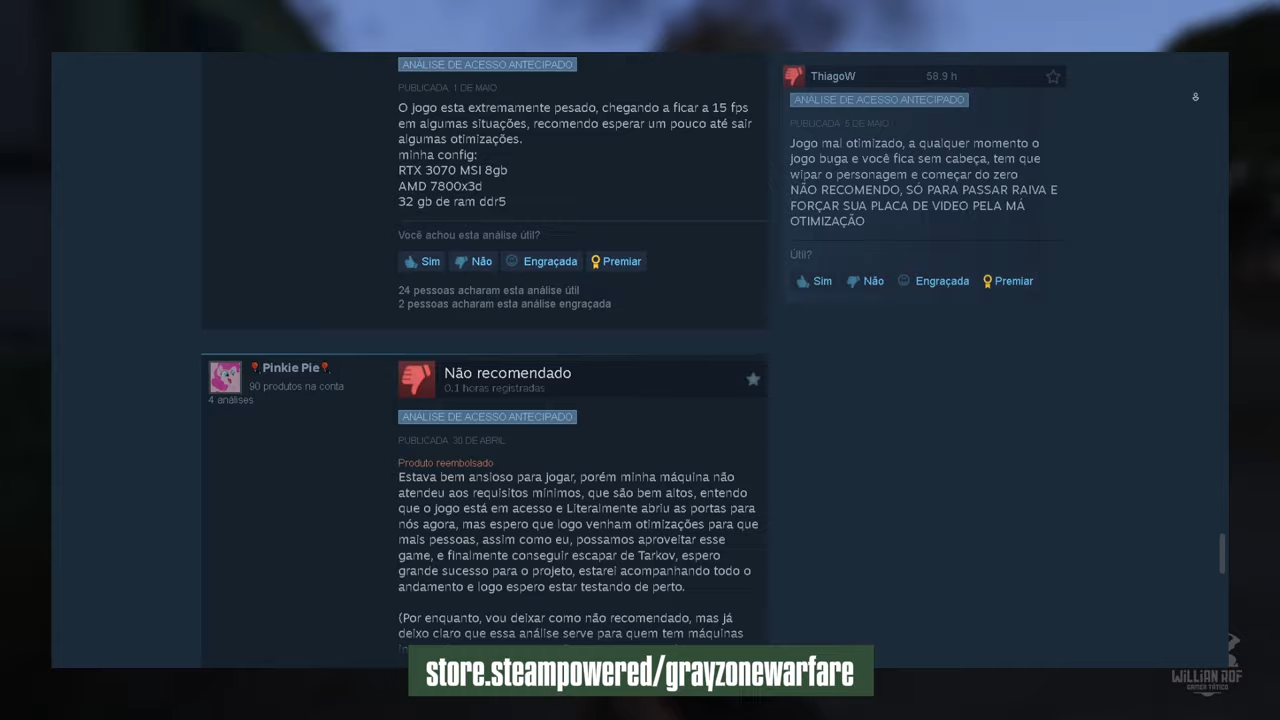 ANÁLISE DE ACESSO ANTECIPADO
PUBLICADA: 1 DE MAIO
O jogo esta extremamente pesado, chegando a ficar a 15 fps
em algumas situações, recomendo esperar um pouco até sair
algumas otimizações.
minha config:
RTX 3070 MSI 8gb
AMD 7800x3d
32 gb de ram ddr5
Você achou esta análise útil?
Sim Não Engraçada Premiar
24 pessoas acharam esta análise útil
2 pessoas acharam esta análise engraçada
ThiagoW 58.9 h
ANÁLISE DE ACESSO ANTECIPADO
PUBLICADA: 5 DE MAIO
Jogo mal otimizado, a qualquer momento o
jogo buga e você fica sem cabeça, tem que
wipar o personagem e começar do zero
NÃO RECOMENDO, SÓ PARA PASSAR RAIVA E
FORÇAR SUA PLACA DE VIDEO PELA MÁ
OTIMIZAÇÃO
Útil?
Sim Não Engraçada Premiar
Pinkie Pie
90 produtos na conta
4 análises
Não recomendado
0.1 horas registradas
ANÁLISE DE ACESSO ANTECIPADO
PUBLICADA: 30 DE ABRIL
Produto reembolsado
Estava bem ansioso para jogar, porém minha máquina não
atendeu aos requisitos mínimos, que são bem altos, entendo
que o jogo está em acesso e Literalmente abriu as portas para
nós agora, mas espero que logo venham otimizações para que
mais pessoas, assim como eu, possamos aproveitar esse
game, e finalmente conseguir escapar de Tarkov, espero
grande sucesso para o projeto, estarei acompanhando todo o
andamento e logo espero estar testando de perto.
(Por enquanto, vou deixar como não recomendado, mas já
deixo claro que essa análise serve para quem tem máquinas
store.steampowered/grayzonewarfare
WILLIAN ROF
GAMER TÁTICO